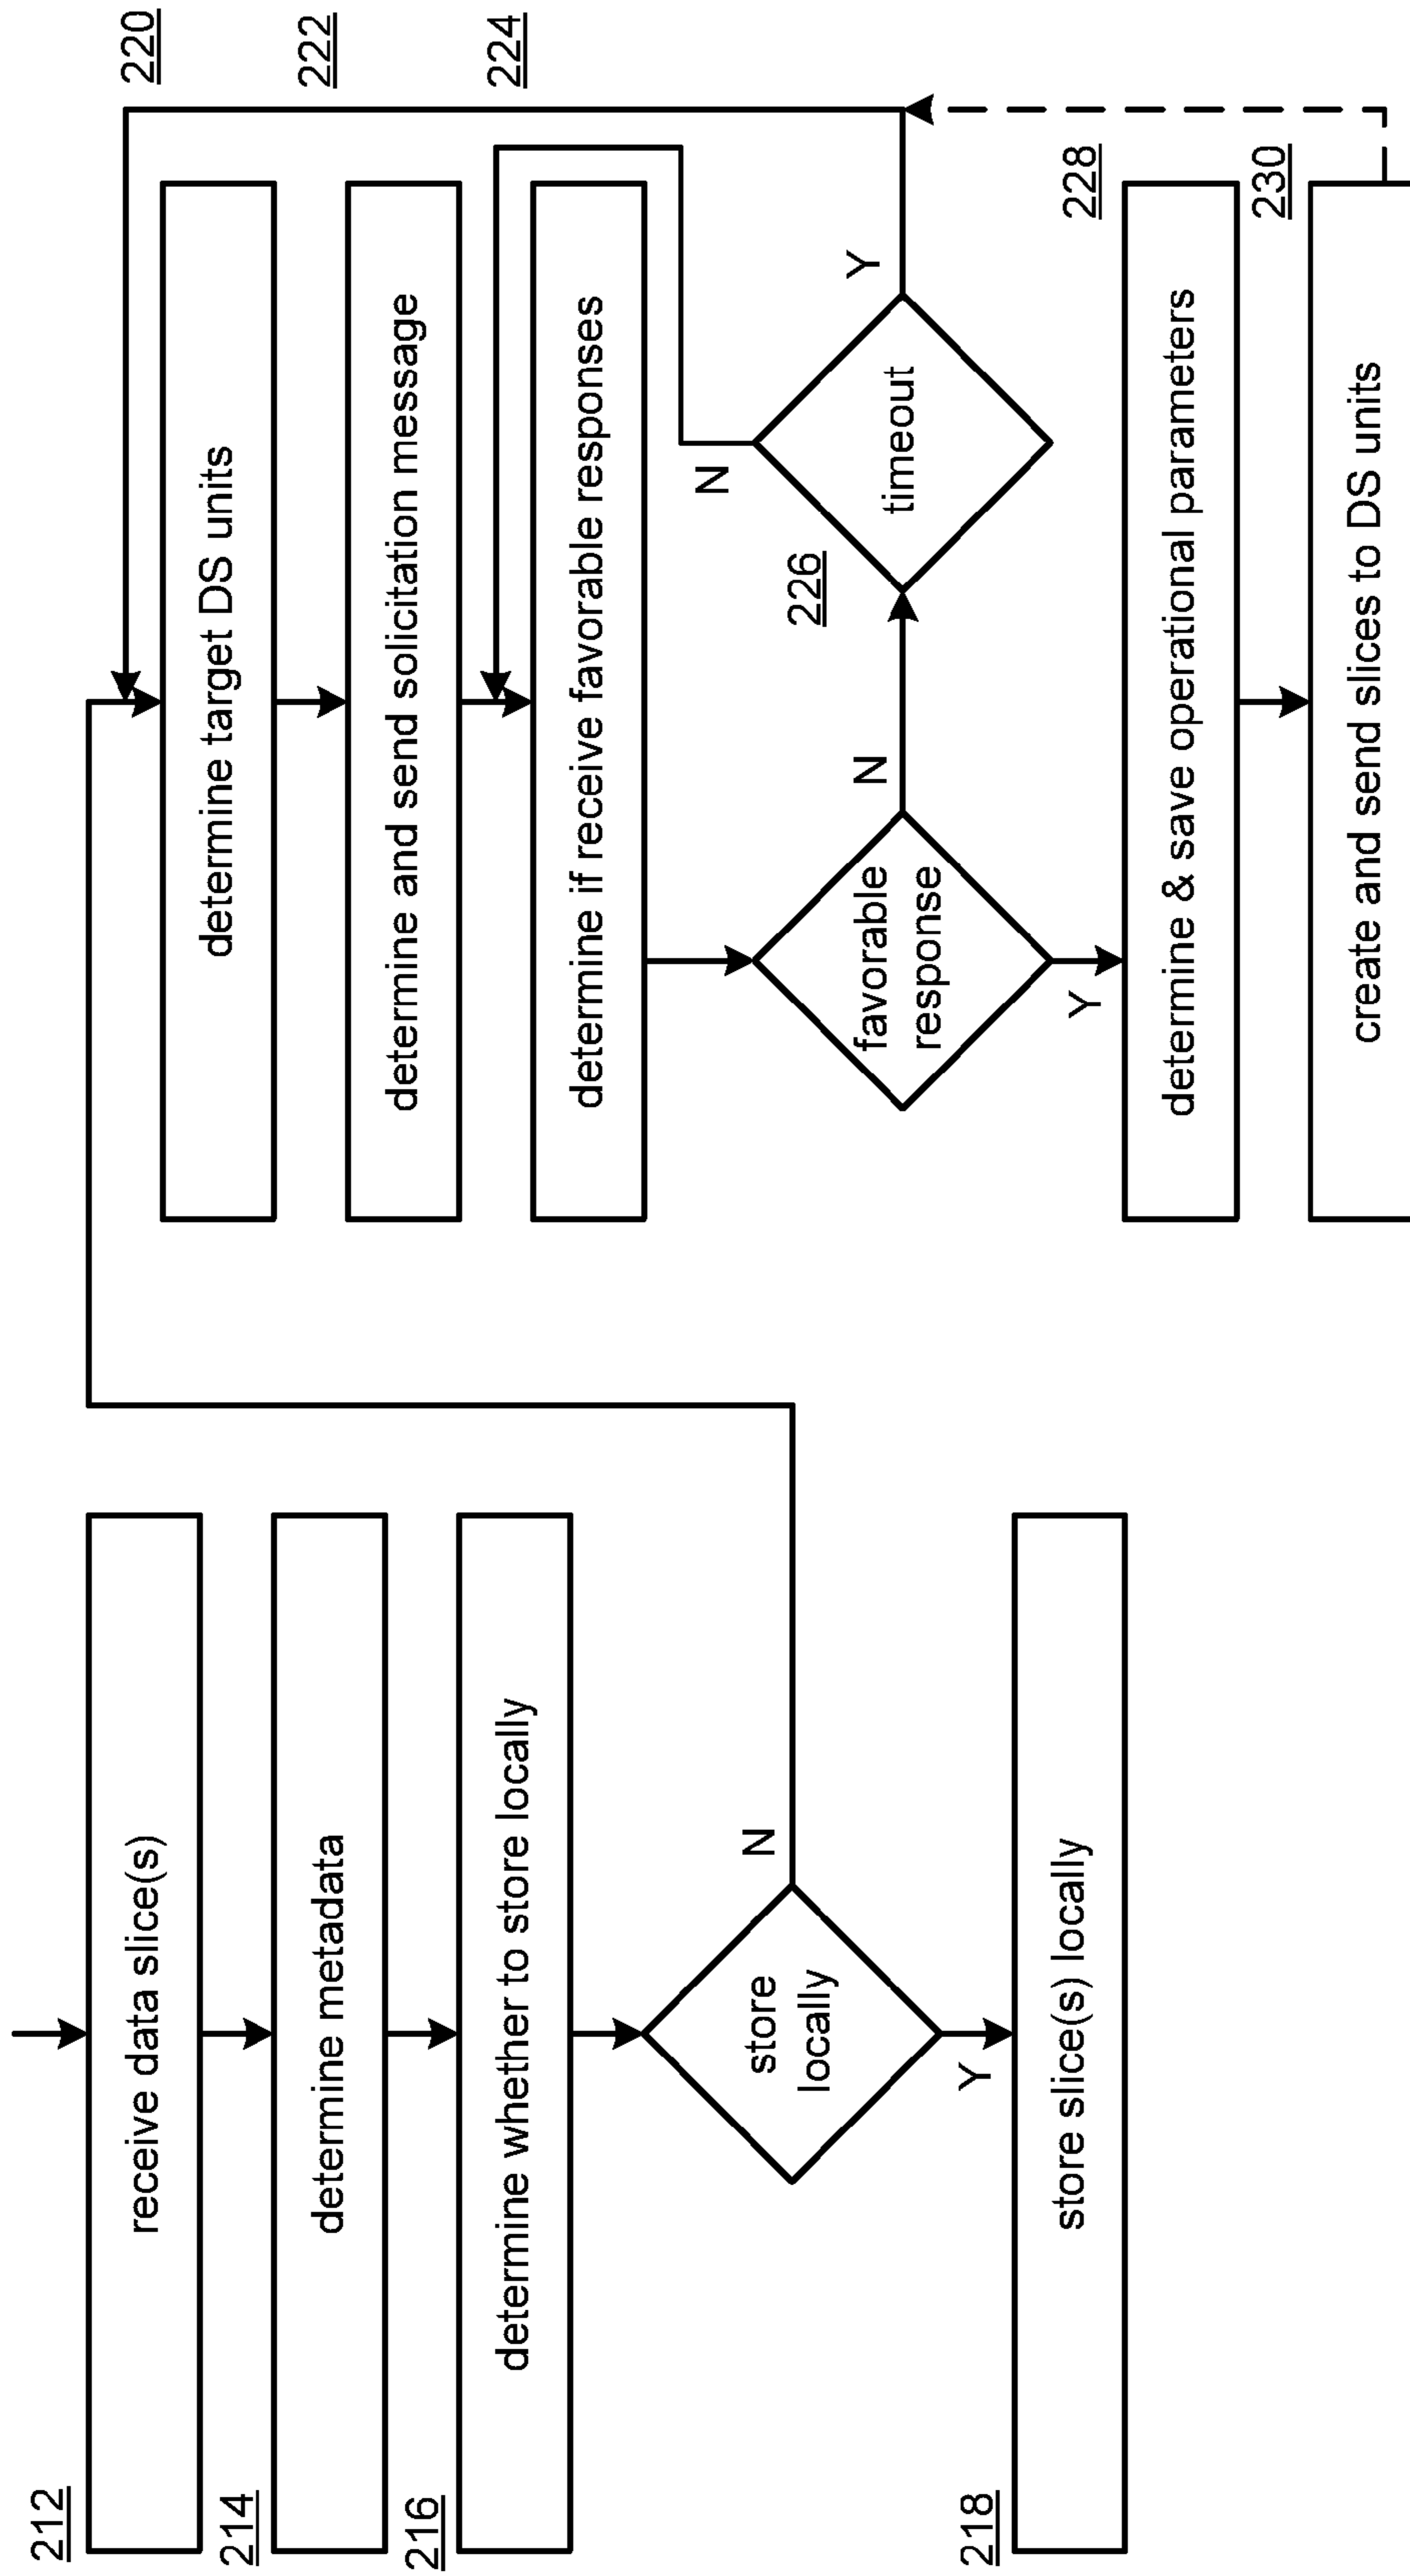 212
receive data slice(s)
214
determine metadata
216
determine whether to store locally
store
locally
N
Y
218
store slice(s) locally
220
determine target DS units
222
determine and send solicitation message
224
determine if receive favorable responses
favorable
response
N
Y
226
timeout
N
Y
228
determine & save operational parameters
230
create and send slices to DS units